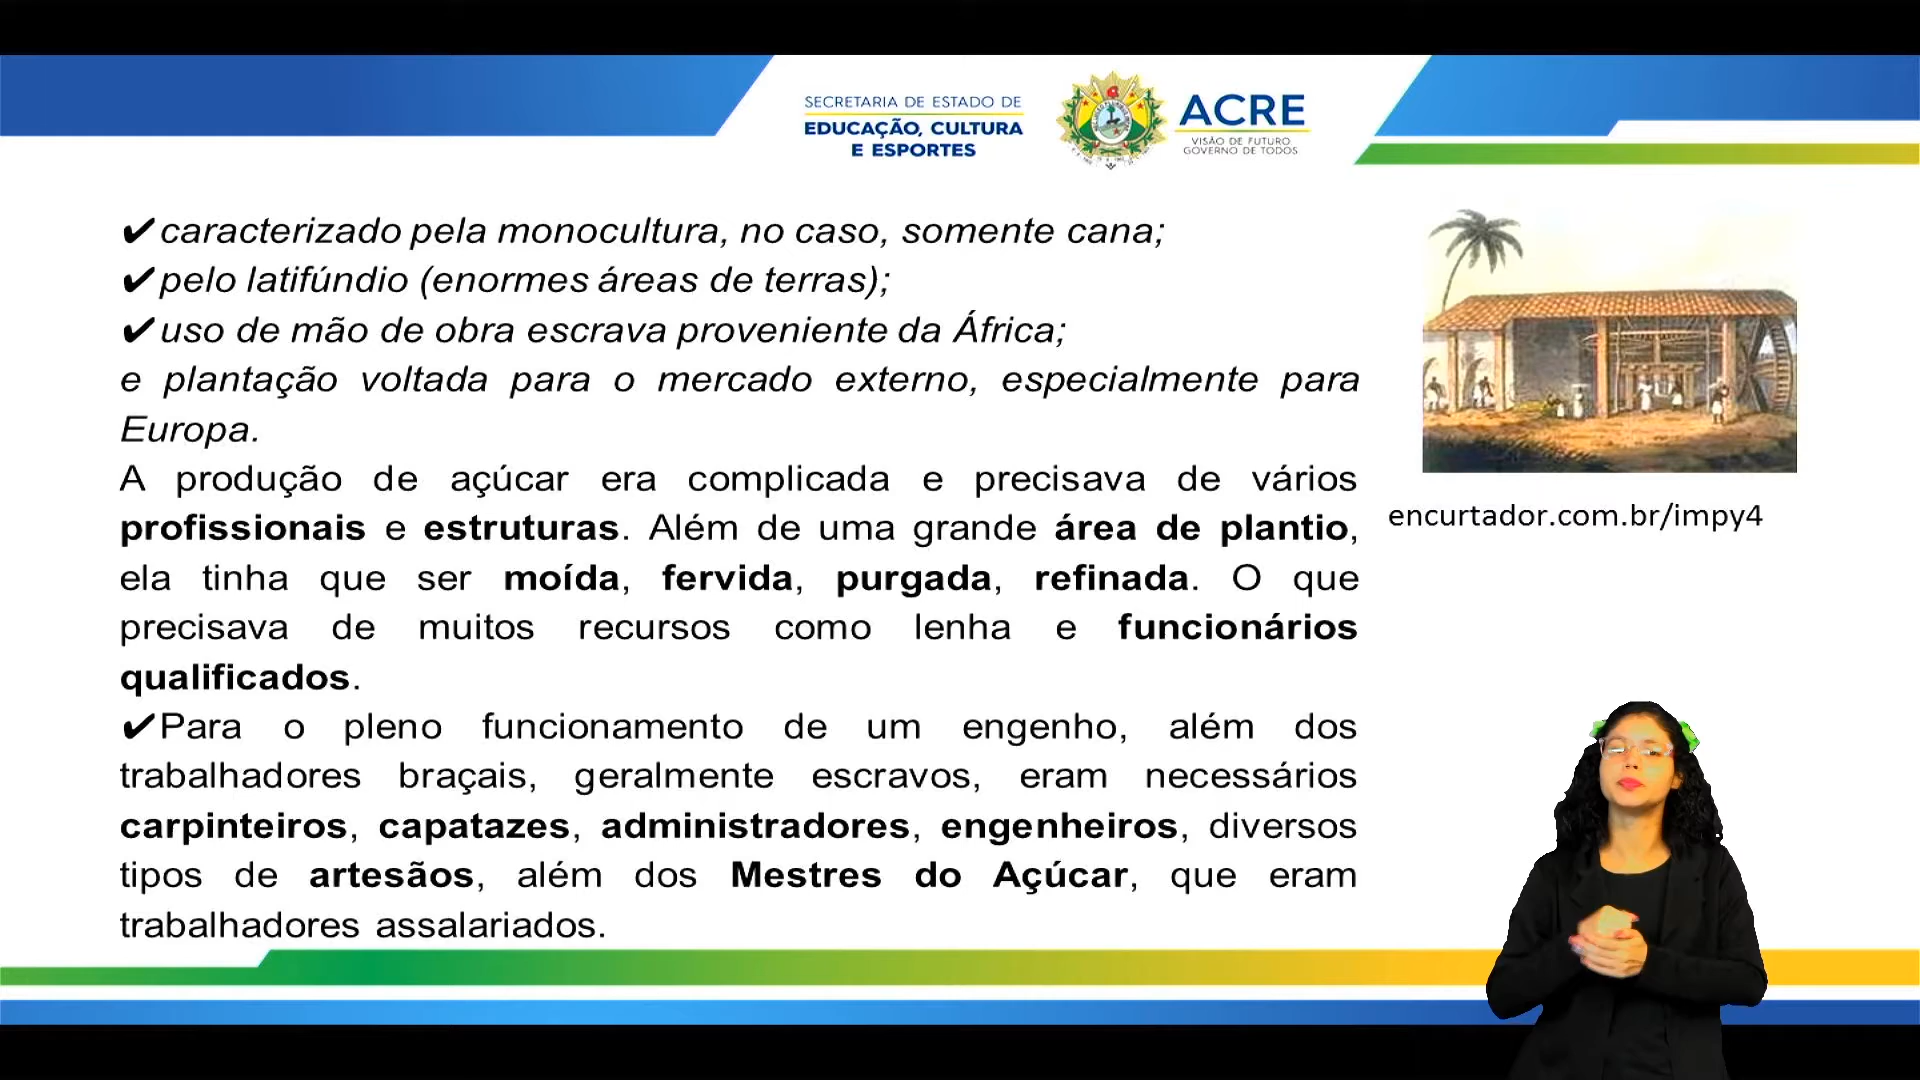 SECRETARIA DE ESTADO DE
EDUCAÇÃO, CULTURA
E ESPORTES
ACRE
VISÃO DE FUTURO
GOVERNO DE TODOS
✔caracterizado pela monocultura, no caso, somente cana;
✔pelo latifúndio (enormes áreas de terras);
✔uso de mão de obra escrava proveniente da África;
e plantação voltada para o mercado externo, especialmente para
Europa.
A produção de açúcar era complicada e precisava de vários
profissionais e estruturas. Além de uma grande área de plantio,
ela tinha que ser moída, fervida, purgada, refinada. O que
precisava de muitos recursos como lenha e funcionários
qualificados.
✔Para o pleno funcionamento de um engenho, além dos
trabalhadores braçais, geralmente escravos, eram necessários
carpinteiros, capatazes, administradores, engenheiros, diversos
tipos de artesãos, além dos Mestres do Açúcar, que eram
trabalhadores assalariados.
encurtador.com.br/impy4